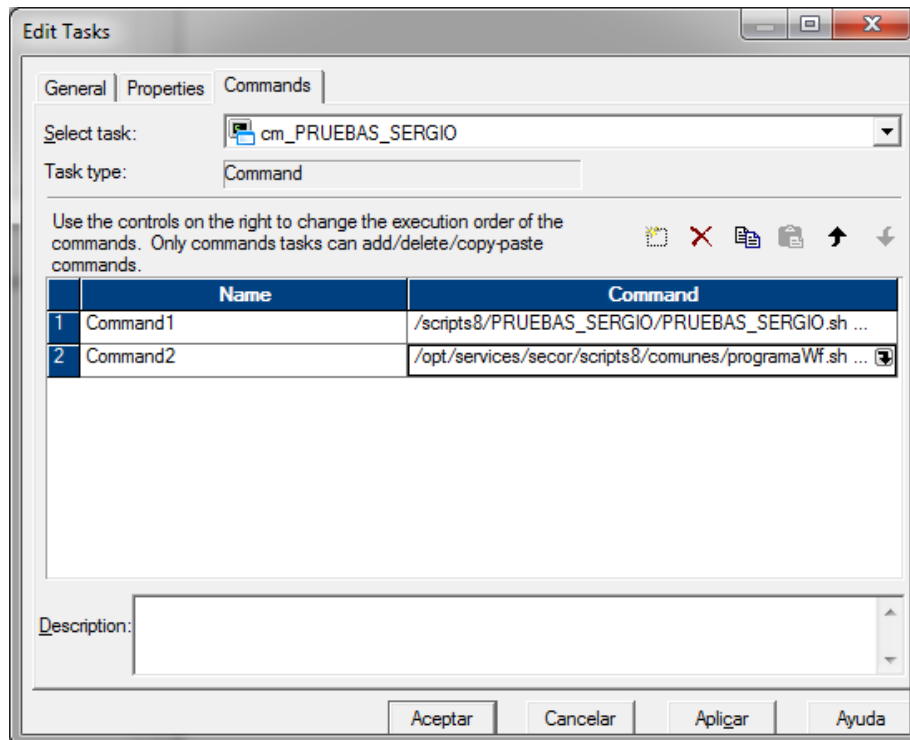 Edit Tasks
General Properties Commands
Select task: cm_PRUEBAS_SERGIO
Task type: Command
Use the controls on the right to change the execution order of the
commands. Only commands tasks can add/delete/copy-paste
commands.
Name Command
1 Command1 /scripts8/PRUEBAS_SERGIO/PRUEBAS_SERGIO.sh ...
2 Command2 /opt/services/secor/scripts8/comunes/programaWf.sh ...
Description:
Aceptar Cancelar Aplicar Ayuda